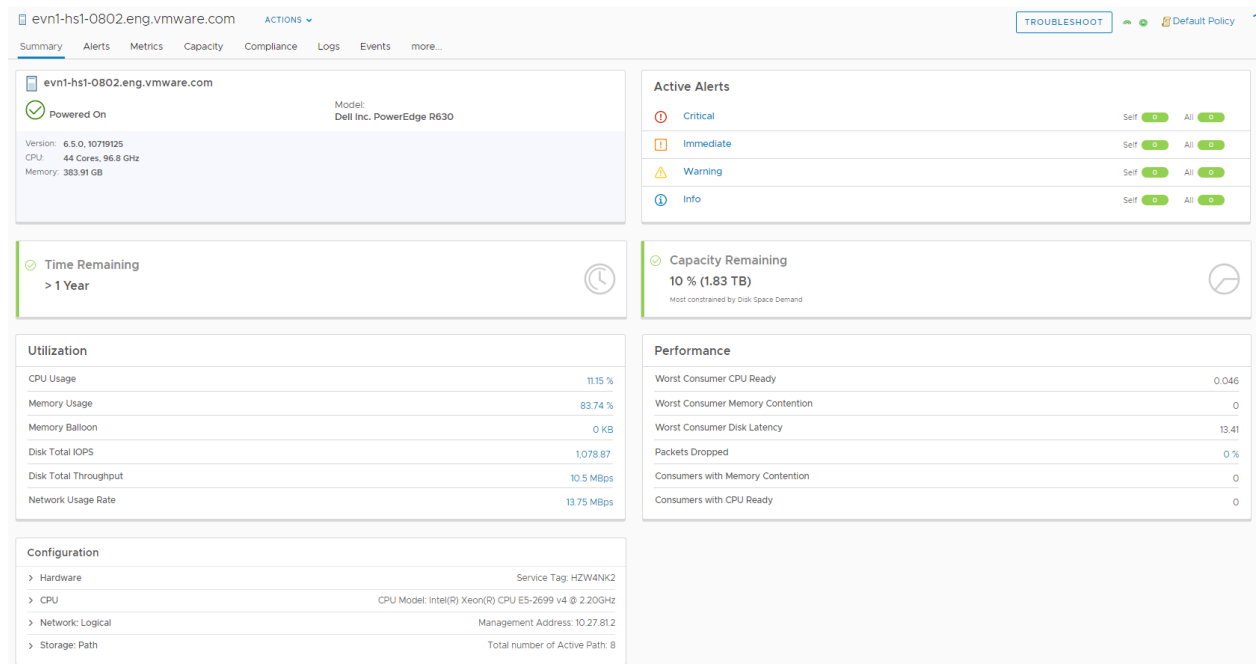 evn1-hs1-0802.eng.vmware.com ACTIONS TROUBLESHOOT Default Policy
Summary Alerts Metrics Capacity Compliance Logs Events more...
evn1-hs1-0802.eng.vmware.com
Powered On
Model:
Dell Inc. PowerEdge R630
Version: 6.5.0, 10719125
CPU: 44 Cores, 96.8 GHz
Memory: 383.91 GB
Active Alerts
Critical Self 0 All 0
Immediate Self 0 All 0
Warning Self 0 All 0
Info Self 0 All 0
Time Remaining
> 1 Year
Capacity Remaining
10 % (1.83 TB)
Most constrained by Disk Space Demand
Utilization
CPU Usage 11.15 %
Memory Usage 83.74 %
Memory Balloon 0 KB
Disk Total IOPS 1,078.87
Disk Total Throughput 10.5 MBps
Network Usage Rate 13.75 MBps
Performance
Worst Consumer CPU Ready 0.046
Worst Consumer Memory Contention 0
Worst Consumer Disk Latency 13.41
Packets Dropped 0 %
Consumers with Memory Contention 0
Consumers with CPU Ready 0
Configuration
> Hardware Service Tag: HZW4NK2
> CPU CPU Model: Intel(R) Xeon(R) CPU E5-2699 v4 @ 2.20GHz
> Network: Logical Management Address: 10.27.81.2
> Storage: Path Total number of Active Path: 8